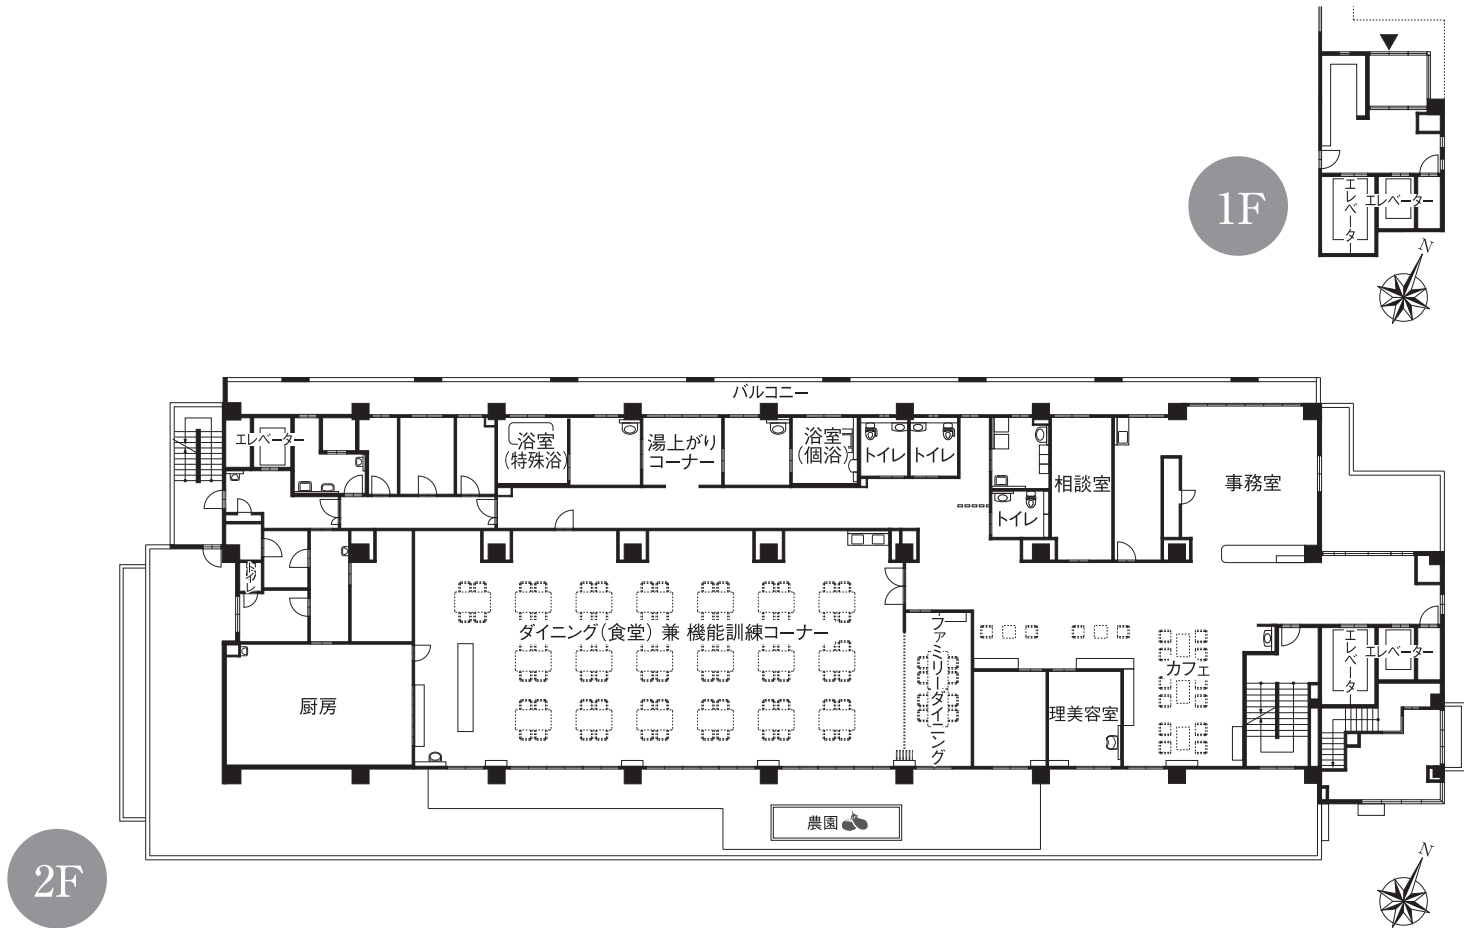 N
1F
エレベーター
エレベーター
N
バルコニー
エレベーター
浴室
(特殊浴)
湯上がり
コーナー
浴室
(個浴)
トイレ
トイレ
相談室
事務室
トイレ
トイレ
ダイニング(食堂) 兼 機能訓練コーナー
ファミリーダイニング
カフェ
エレベーター
エレベーター
厨房
理美容室
農園
2F